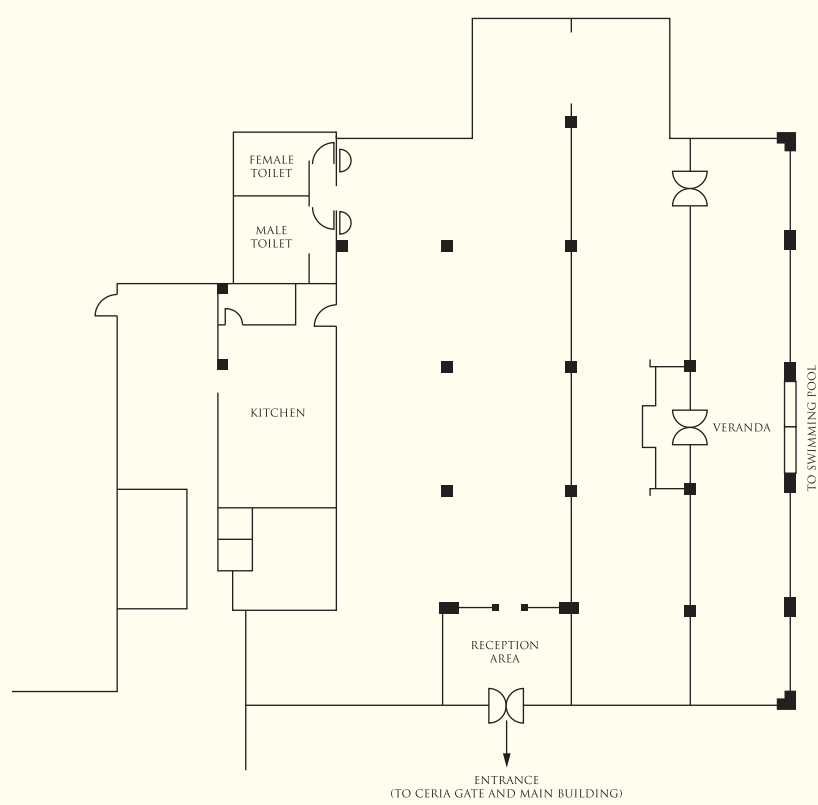 FEMALE
TOILET
MALE
TOILET
KITCHEN
VERANDA
TO SWIMMING POOL
RECEPTION
AREA
ENTRANCE
(TO CERIA GATE AND MAIN BUILDING)